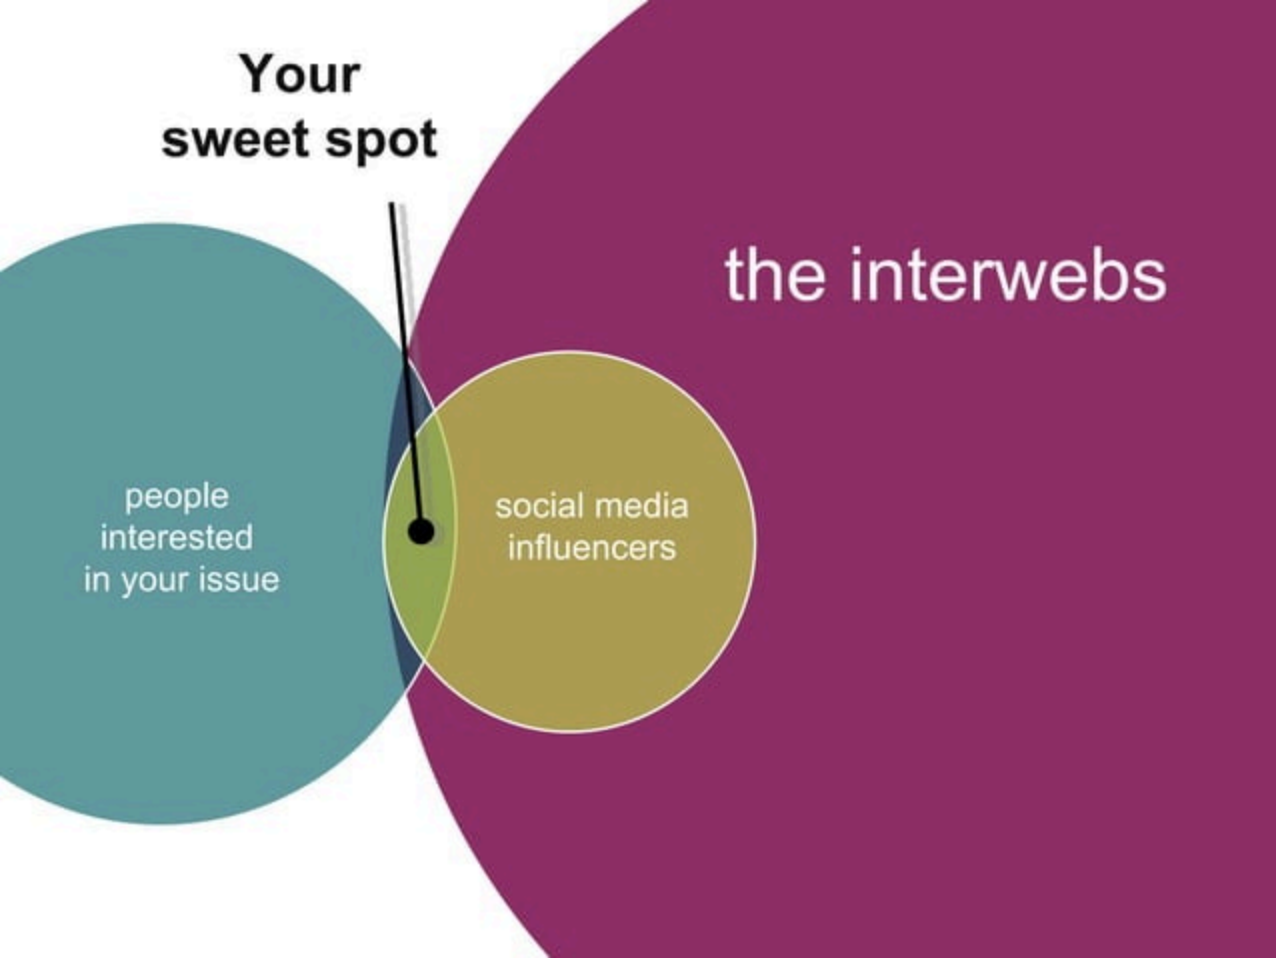 Your
sweet spot
the interwebs
people
interested
in your issue
social media
influencers